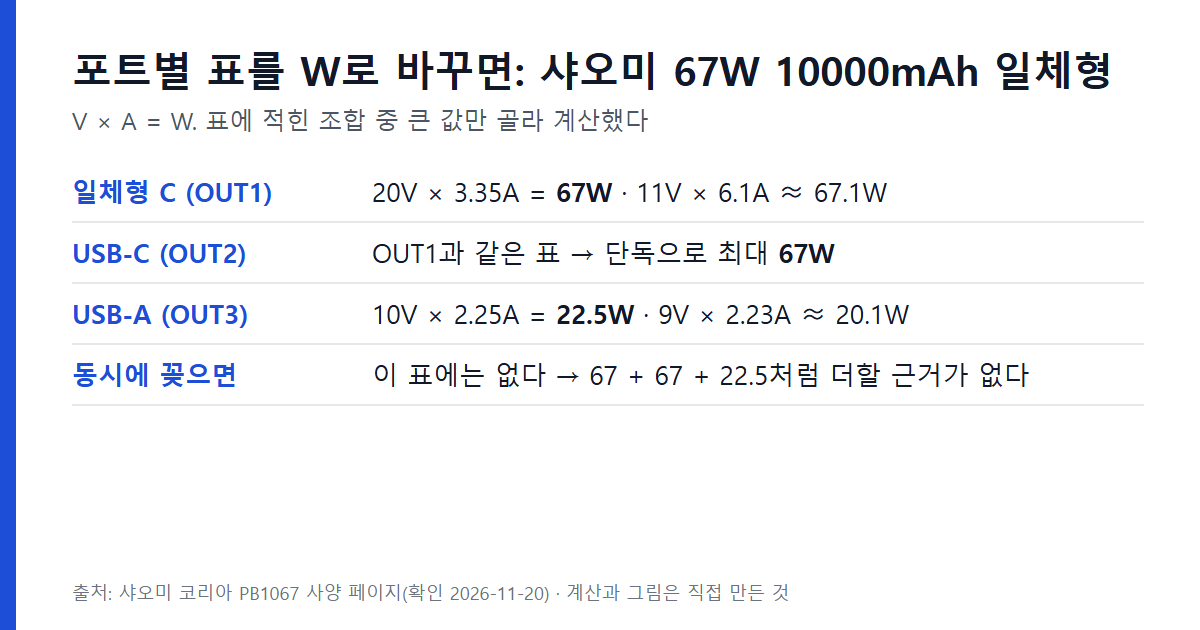 포트별 표를 W로 바꾸면: 샤오미 67W 10000mAh 일체형
V × A = W. 표에 적힌 조합 중 큰 값만 골라 계산했다
일체형 C (OUT1) 20V × 3.35A = 67W · 11V × 6.1A ≈ 67.1W
USB-C (OUT2) OUT1과 같은 표 → 단독으로 최대 67W
USB-A (OUT3) 10V × 2.25A = 22.5W · 9V × 2.23A ≈ 20.1W
동시에 꽂으면 이 표에는 없다 → 67 + 67 + 22.5처럼 더할 근거가 없다
출처: 샤오미 코리아 PB1067 사양 페이지(확인 2026-11-20) · 계산과 그림은 직접 만든 것